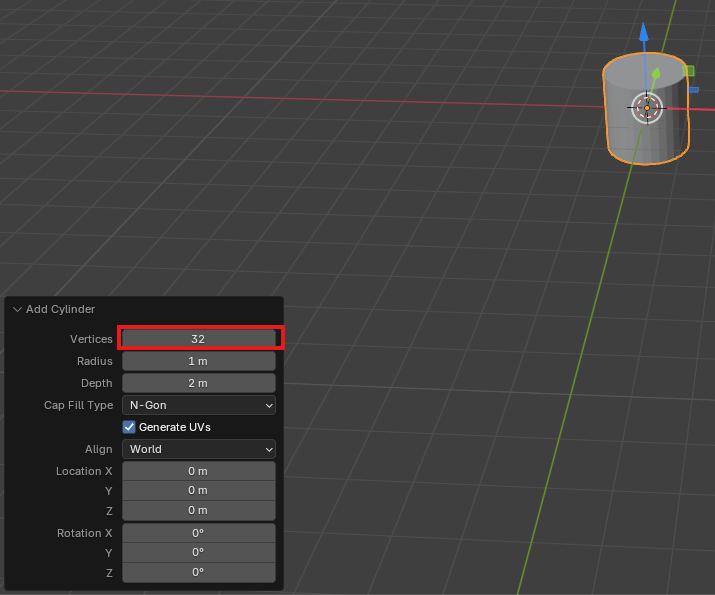 Add Cylinder
Vertices 32
Radius 1 m
Depth 2 m
Cap Fill Type N-Gon
Generate UVs
Align World
Location X 0 m
Y 0 m
Z 0 m
Rotation X 0°
Y 0°
Z 0°